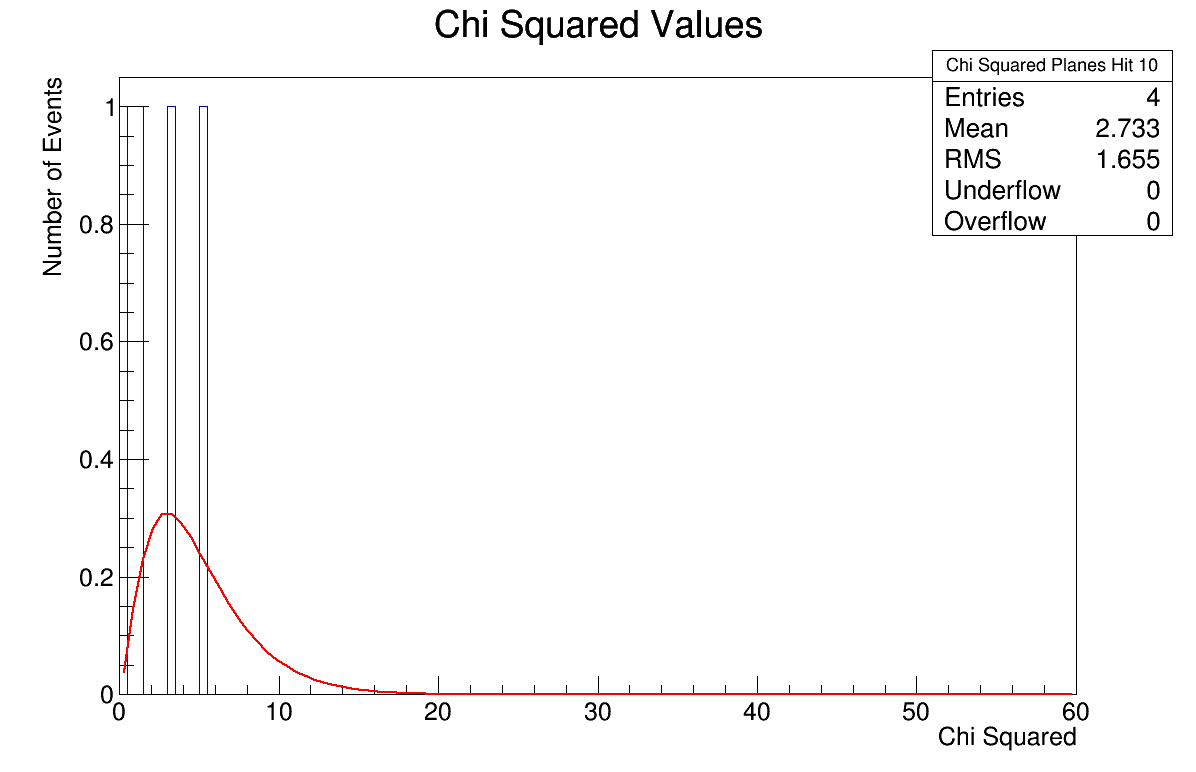 Chi Squared Values
Chi Squared Planes Hit 10
Entries 4
Mean 2.733
RMS 1.655
Underflow 0
Overflow 0
Number of Events
1
0.8
0.6
0.4
0.2
0
0 10 20 30 40 50 60
Chi Squared